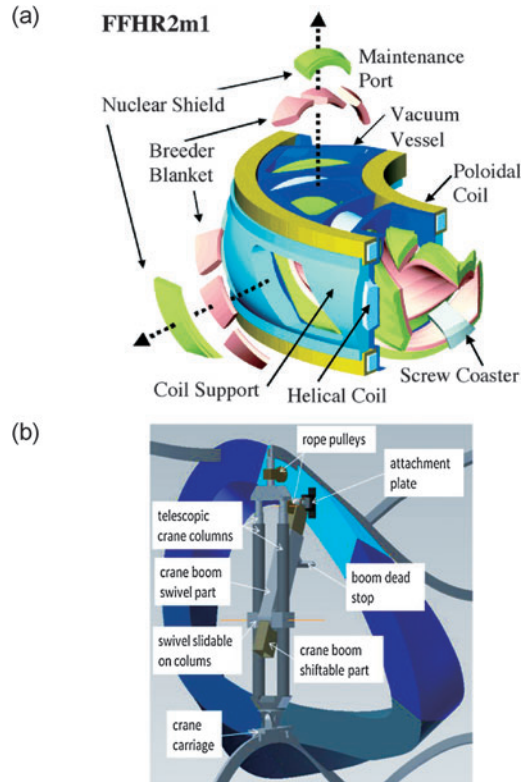 (a)
FFHR2m1
Maintenance
Port
Nuclear Shield
Vacuum
Vessel
Breeder
Blanket
Poloidal
Coil
Screw Coaster
Coil Support
Helical Coil
(b)
rope pulleys
attachment
plate
telescopic
crane columns
crane boom
swivel part
boom dead
stop
swivel slidable
on colums
crane boom
shiftable part
crane
carriage